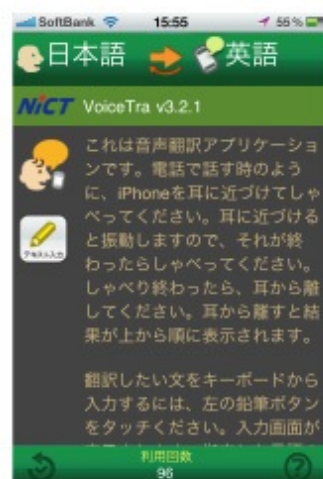 SoftBank 15:55 55%
日本語 英語
NiCT VoiceTra v3.2.1
これは音声翻訳アプリケーショ
ンです。電話で話す時のよう
に、iPhoneを耳に近づけてしゃ
べってください。耳に近づける
と振動しますので、それが終
わったらしゃべってください。
しゃべり終わったら、耳から離
してください。耳から離すと結
果が上から順に表示されます。
テキスト入力
翻訳したい文をキーボードから
入力するには、左の鉛筆ボタン
をタッチください。入力画面が
利用回数
96
?